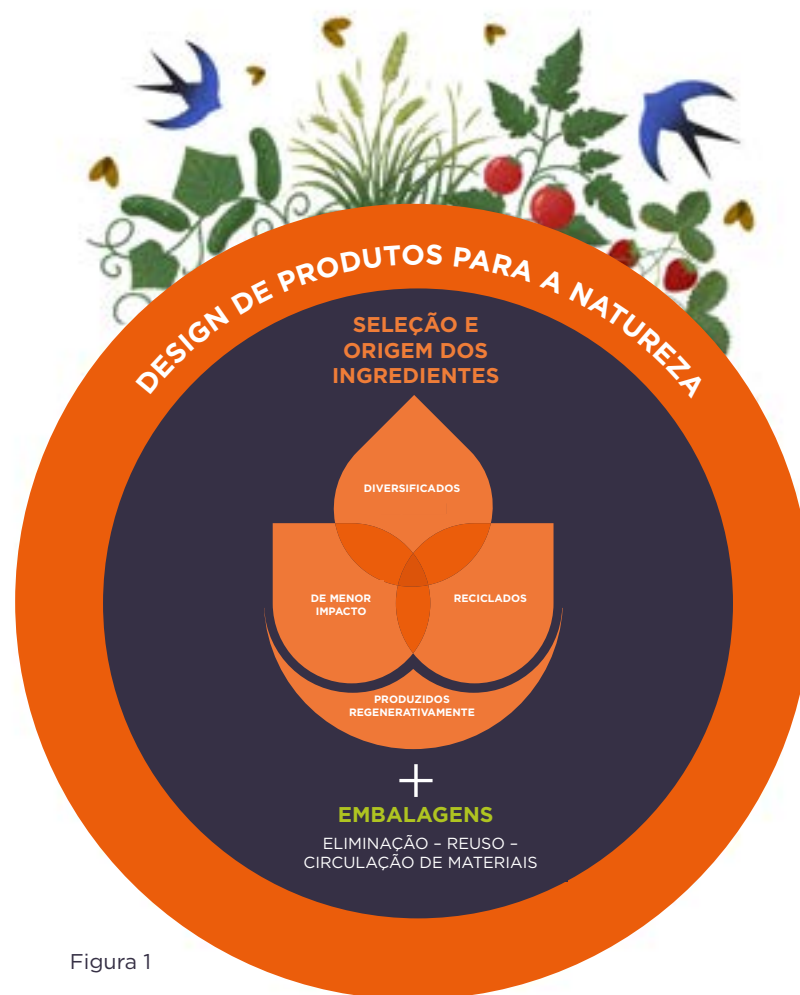 DESIGN DE PRODUTOS PARA A NATUREZA
SELEÇÃO E
ORIGEM DOS
INGREDIENTES
DIVERSIFICADOS
DE MENOR
IMPACTO
RECICLADOS
PRODUZIDOS
REGENERATIVAMENTE
+
EMBALAGENS
ELIMINAÇÃO – REUSO –
CIRCULAÇÃO DE MATERIAIS
Figura 1